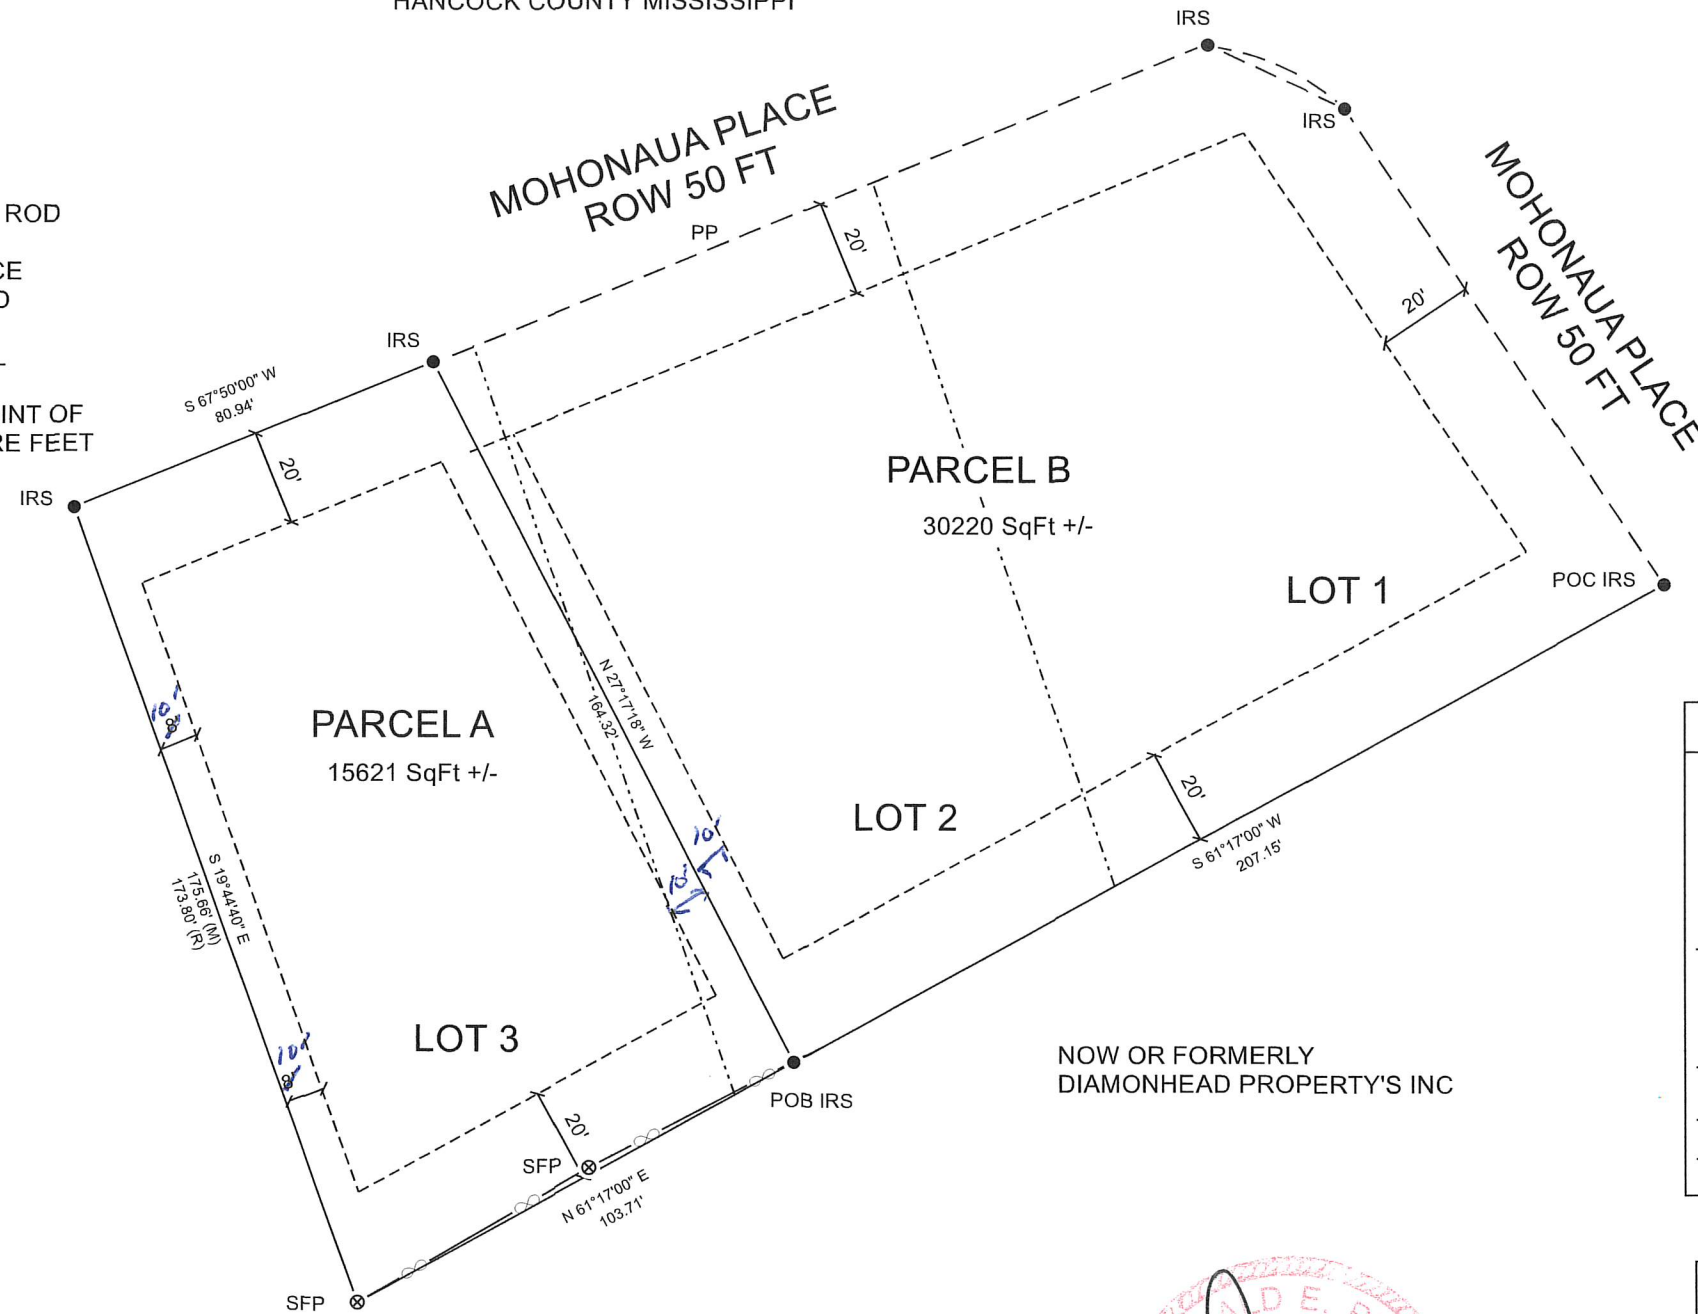 HANCOCK COUNTY MISSISSIPPI
IRS
IRS
MOHONAUA PLACE
ROW 50 FT
PP
20'
MOHONAUA PLACE
ROW 50 FT
20'
ROD
CE
INT OF
RE FEET
IRS
S 67°50'00" W
80.94'
20'
IRS
PARCEL B
30220 SqFt +/-
LOT 1
POC IRS
N 27°17'18" W
164.32'
PARCEL A
15621 SqFt +/-
10'
8'
LOT 2
20'
S 61°17'00" W
207.15'
10'
10'
S 19°44'40" E
175.66' (M)
173.80' (R)
LOT 3
10'
8'
NOW OR FORMERLY
DIAMONHEAD PROPERTY'S INC
POB IRS
20'
SFP
N 61°17'00" E
103.71'
SFP
D E.